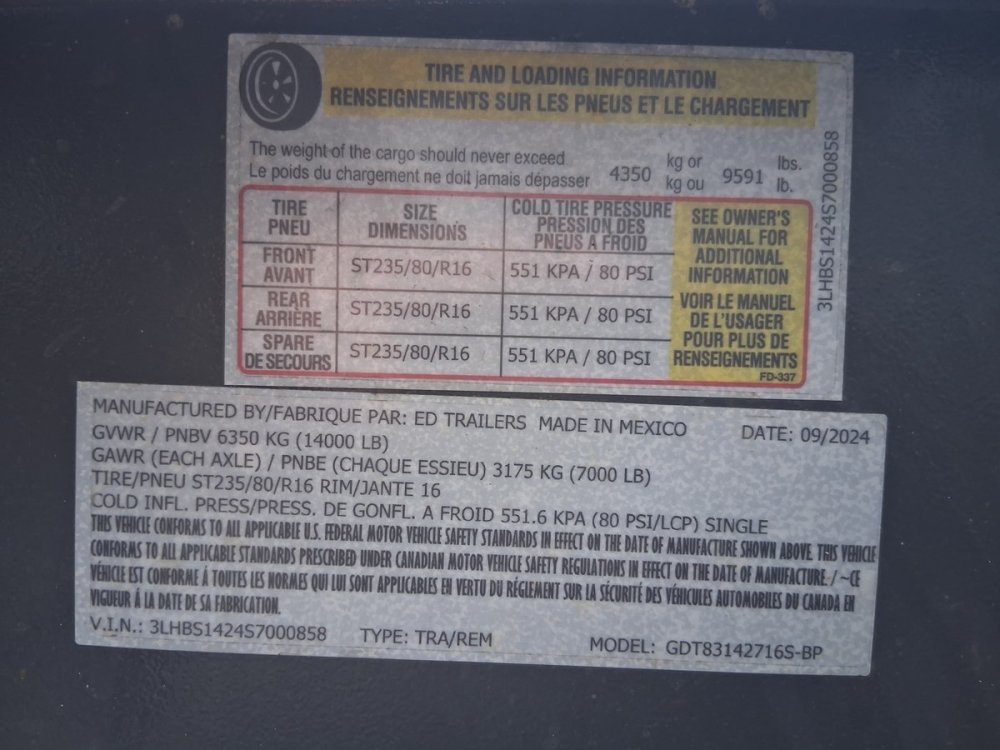 TIRE AND LOADING INFORMATION
RENSEIGNEMENTS SUR LES PNEUS ET LE CHARGEMENT
The weight of the cargo should never exceed 4350 kg or 9591 lbs.
Le poids du chargement ne doit jamais dépasser kg ou lb.
TIRE PNEU
SIZE DIMENSIONS
COLD TIRE PRESSURE PRESSION DES PNEUS A FROID
FRONT AVANT ST235/80/R16 551 KPA / 80 PSI
REAR ARRIÈRE ST235/80/R16 551 KPA / 80 PSI
SPARE DE SECOURS ST235/80/R16 551 KPA / 80 PSI
SEE OWNER'S
MANUAL FOR
ADDITIONAL
INFORMATION
VOIR LE MANUEL
DE L'USAGER
POUR PLUS DE
RENSEIGNEMENTS
FD-337
3LHBS1424S7000858
MANUFACTURED BY/FABRIQUE PAR: ED TRAILERS MADE IN MEXICO DATE: 09/2024
GVWR / PNBV 6350 KG (14000 LB)
GAWR (EACH AXLE) / PNBE (CHAQUE ESSIEU) 3175 KG (7000 LB)
TIRE/PNEU ST235/80/R16 RIM/JANTE 16
COLD INFL. PRESS/PRESS. DE GONFL. A FROID 551.6 KPA (80 PSI/LCP) SINGLE
THIS VEHICLE CONFORMS TO ALL APPLICABLE U.S. FEDERAL MOTOR VEHICLE SAFETY STANDARDS IN EFFECT ON THE DATE OF MANUFACTURE SHOWN ABOVE. THIS VEHICLE
CONFORMS TO ALL APPLICABLE STANDARDS PRESCRIBED UNDER CANADIAN MOTOR VEHICLE SAFETY REGULATIONS IN EFFECT ON THE DATE OF MANUFACTURE. / ~CE
VÉHICLE EST CONFORME À TOUTES LES NORMES QUI LUI SONT APPLICABLES EN VERTU DU RÉGLEMENT SUR LA SÉCURITÉ DES VÉHICULES AUTOMOBILES DU CANADA EN
VIGUEUR À LA DATE DE SA FABRICATION.
V.I.N.: 3LHBS1424S7000858 TYPE: TRA/REM MODEL: GDT83142716S-BP